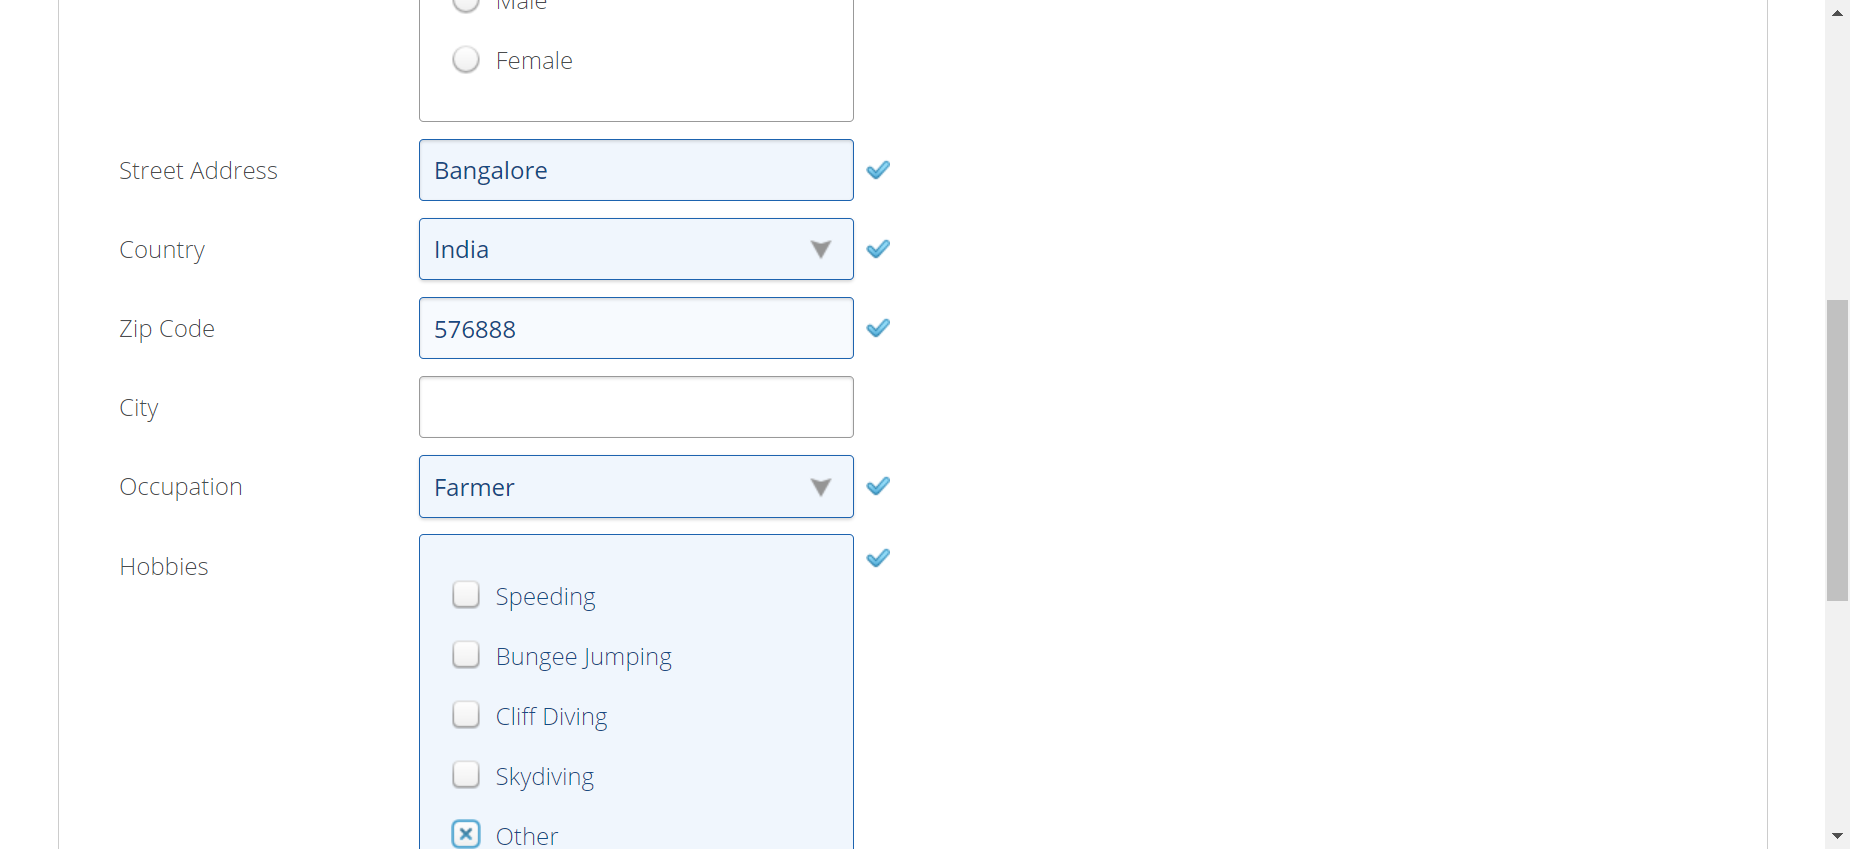 Male
Female
Street Address
Bangalore
Country
India
Zip Code
576888
City
Occupation
Farmer
Hobbies
Speeding
Bungee Jumping
Cliff Diving
Skydiving
Other